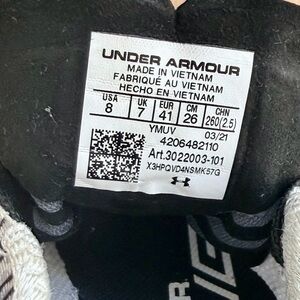 UNDER ARMOUR
MADE IN VIETNAM
FABRIQUÉ AU VIETNAM
HECHO EN VIETNAM
USA UK EUR CM CHN
8 7 41 26 260(2.5)
YMUV 03/21
4206482110
Art.3022003-101
X3HPQVD4NSMK57G